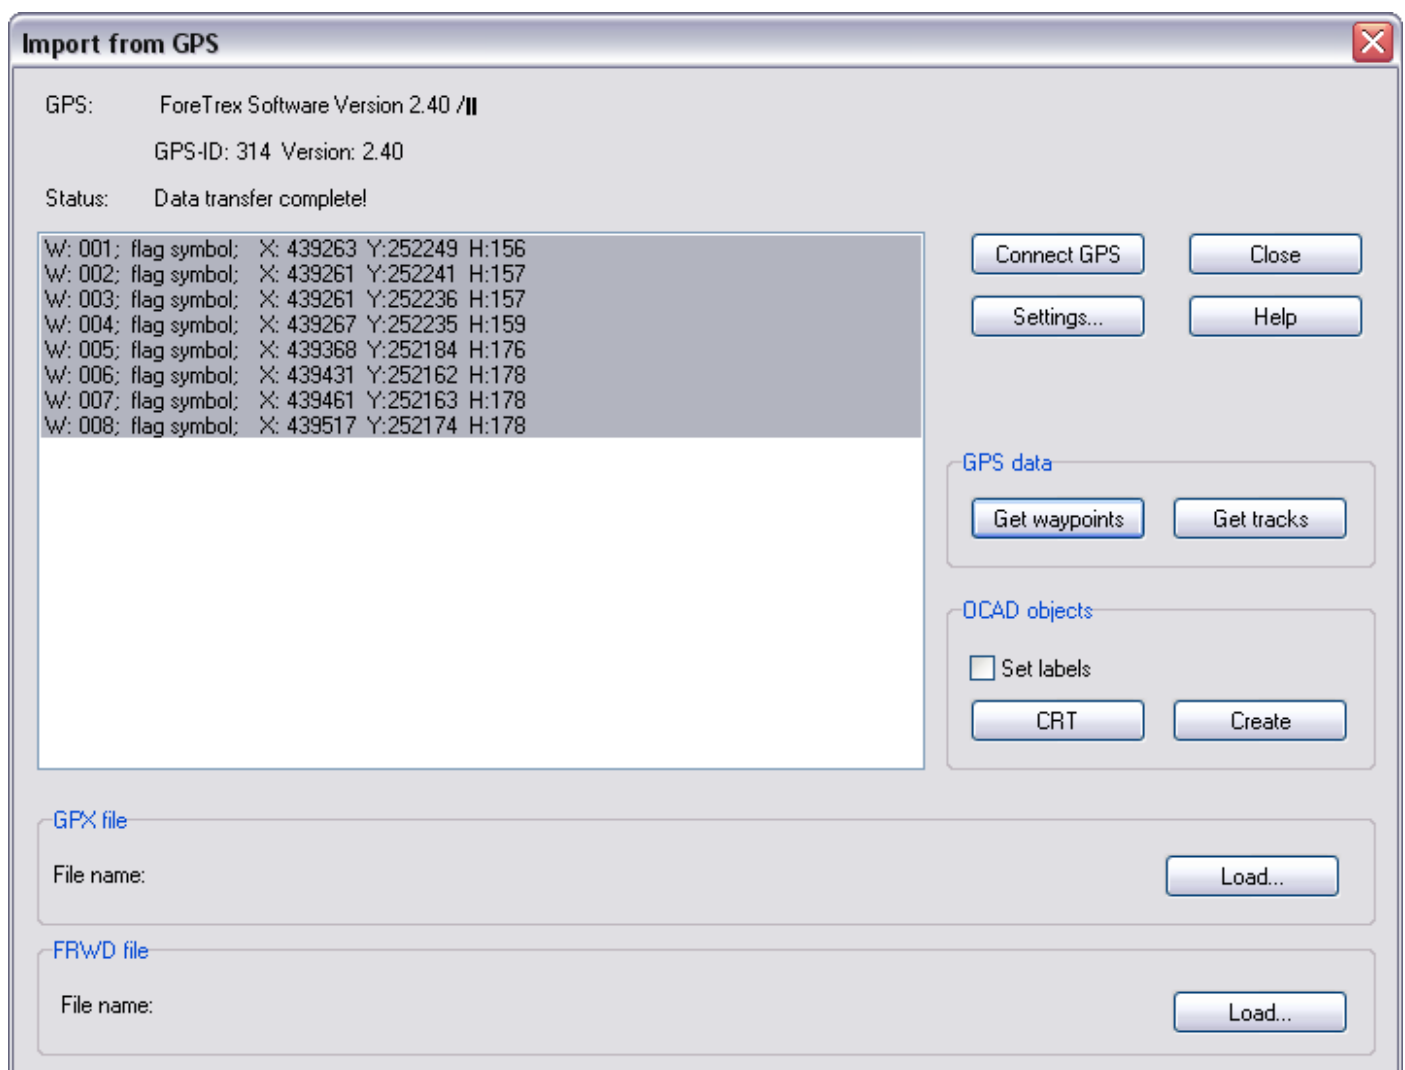 Import from GPS
GPS: ForeTrex Software Version 2.40 /
GPS-ID: 314 Version: 2.40
Status: Data transfer complete!
W: 001; flag symbol; X: 439263 Y:252249 H:156
W: 002; flag symbol; X: 439261 Y:252241 H:157
W: 003; flag symbol; X: 439261 Y:252236 H:157
W: 004; flag symbol; X: 439267 Y:252235 H:159
W: 005; flag symbol; X: 439368 Y:252184 H:176
W: 006; flag symbol; X: 439431 Y:252162 H:178
W: 007; flag symbol; X: 439461 Y:252163 H:178
W: 008; flag symbol; X: 439517 Y:252174 H:178
Connect GPS Close
Settings... Help
GPS data
Get waypoints Get tracks
OCAD objects
Set labels
CRT Create
GPX file
File name: Load...
FRWD file
File name: Load...